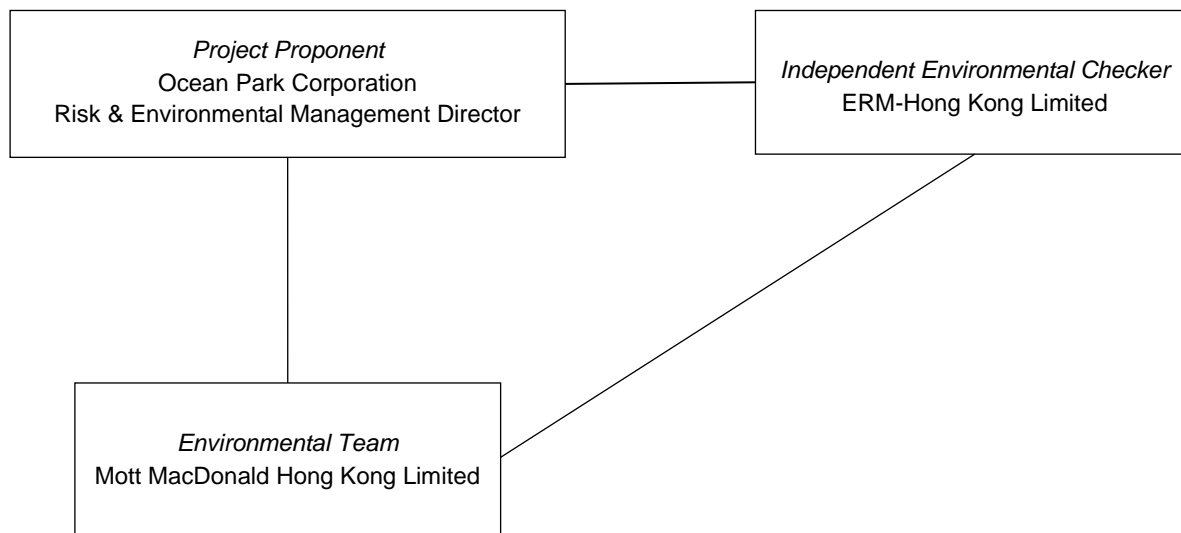 Project Proponent
Ocean Park Corporation
Risk & Environmental Management Director
Independent Environmental Checker
ERM-Hong Kong Limited
Environmental Team
Mott MacDonald Hong Kong Limited